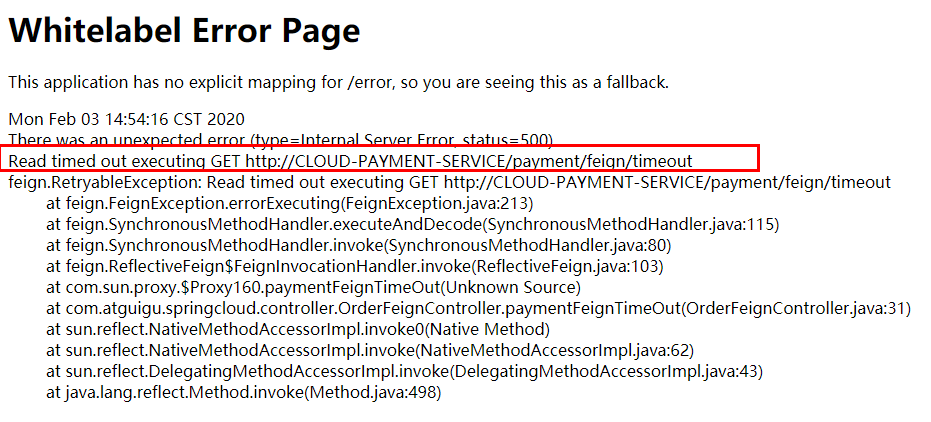 Whitelabel Error Page
This application has no explicit mapping for /error, so you are seeing this as a fallback.
Mon Feb 03 14:54:16 CST 2020
There was an unexpected error (type=Internal Server Error, status=500).
Read timed out executing GET http://CLOUD-PAYMENT-SERVICE/payment/feign/timeout
feign.RetryableException: Read timed out executing GET http://CLOUD-PAYMENT-SERVICE/payment/feign/timeout
at feign.FeignException.errorExecuting(FeignException.java:213)
at feign.SynchronousMethodHandler.executeAndDecode(SynchronousMethodHandler.java:115)
at feign.SynchronousMethodHandler.invoke(SynchronousMethodHandler.java:80)
at feign.ReflectiveFeign$FeignInvocationHandler.invoke(ReflectiveFeign.java:103)
at com.sun.proxy.$Proxy160.paymentFeignTimeOut(Unknown Source)
at com.atguigu.springcloud.controller.OrderFeignController.paymentFeignTimeOut(OrderFeignController.java:31)
at sun.reflect.NativeMethodAccessorImpl.invoke0(Native Method)
at sun.reflect.NativeMethodAccessorImpl.invoke(NativeMethodAccessorImpl.java:62)
at sun.reflect.DelegatingMethodAccessorImpl.invoke(DelegatingMethodAccessorImpl.java:43)
at java.lang.reflect.Method.invoke(Method.java:498)